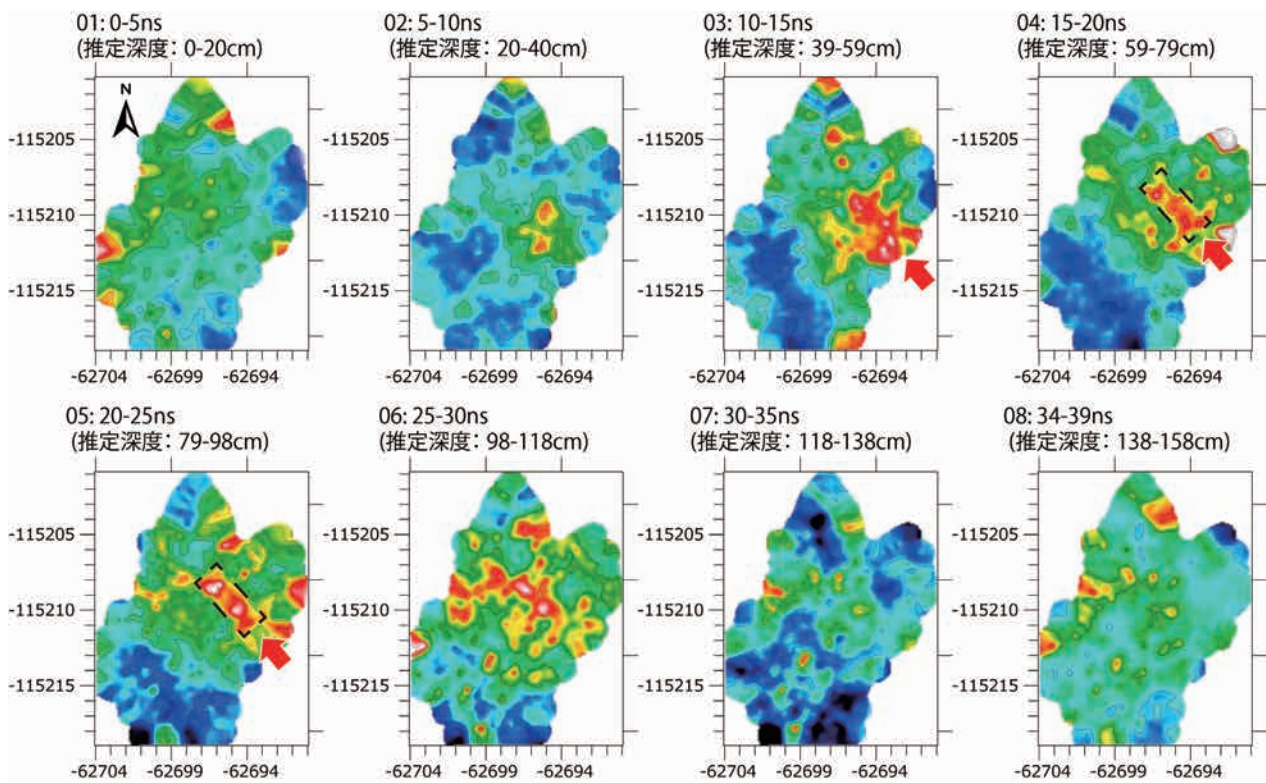 01: 0-5ns
(推定深度：0-20cm)
02: 5-10ns
(推定深度：20-40cm)
03: 10-15ns
(推定深度：39-59cm)
04: 15-20ns
(推定深度：59-79cm)
N
-115205
-115210
-115215
-62704 -62699 -62694
-115205
-115210
-115215
-62704 -62699 -62694
-115205
-115210
-115215
-62704 -62699 -62694
-115205
-115210
-115215
-62704 -62699 -62694
05: 20-25ns
(推定深度：79-98cm)
06: 25-30ns
(推定深度：98-118cm)
07: 30-35ns
(推定深度：118-138cm)
08: 34-39ns
(推定深度：138-158cm)
-115205
-115210
-115215
-62704 -62699 -62694
-115205
-115210
-115215
-62704 -62699 -62694
-115205
-115210
-115215
-62704 -62699 -62694
-115205
-115210
-115215
-62704 -62699 -62694